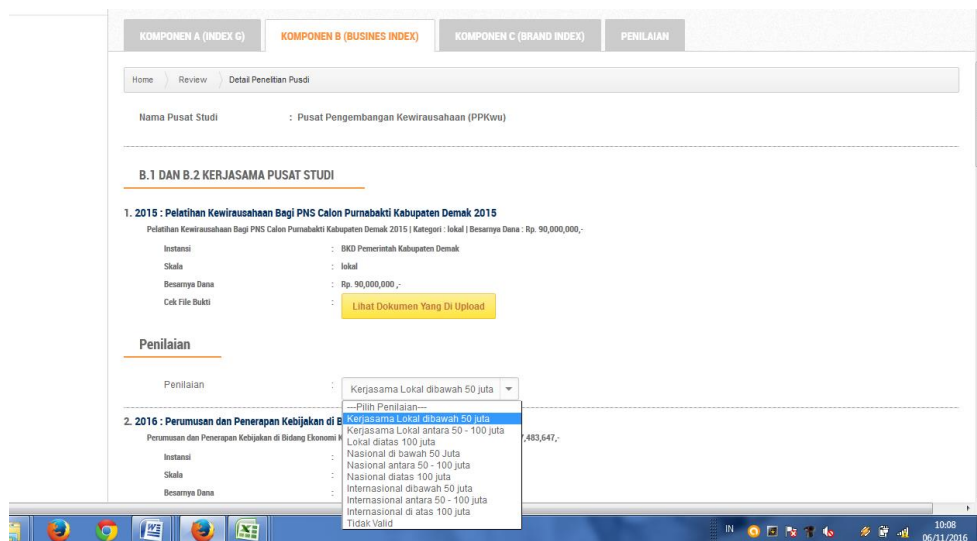 KOMPONEN A (INDEX G) KOMPONEN B (BUSINES INDEX) KOMPONEN C (BRAND INDEX) PENILAIAN
Home Review Detail Penelitian Pusdi
Nama Pusat Studi : Pusat Pengembangan Kewirausahaan (PPKwu)
B.1 DAN B.2 KERJASAMA PUSAT STUDI
1. 2015 : Pelatihan Kewirausahaan Bagi PNS Calon Purnabakti Kabupaten Demak 2015
Pelatihan Kewirausahaan Bagi PNS Calon Purnabakti Kabupaten Demak 2015 | Kategori : lokal | Besarnya Dana : Rp. 90,000,000,-
Instansi : BKD Pemerintah Kabupaten Demak
Skala : lokal
Besarnya Dana : Rp. 90,000,000 ,-
Cek File Bukti : Lihat Dokumen Yang Di Upload
Penilaian
Penilaian : Kerjasama Lokal dibawah 50 juta
---Pilih Penilaian---
Kerjasama Lokal dibawah 50 juta
Kerjasama Lokal antara 50 - 100 juta
Lokal diatas 100 juta
Nasional di bawah 50 Juta
Nasional antara 50 - 100 juta
Nasional diatas 100 juta
Internasional dibawah 50 juta
Internasional antara 50 - 100 juta
Internasional di atas 100 juta
Tidak Valid
2. 2016 : Perumusan dan Penerapan Kebijakan di B
Perumusan dan Penerapan Kebijakan di Bidang Ekonomi K ,483,647,-
Instansi :
Skala :
Besarnya Dana :
IN 10:08
06/11/2016